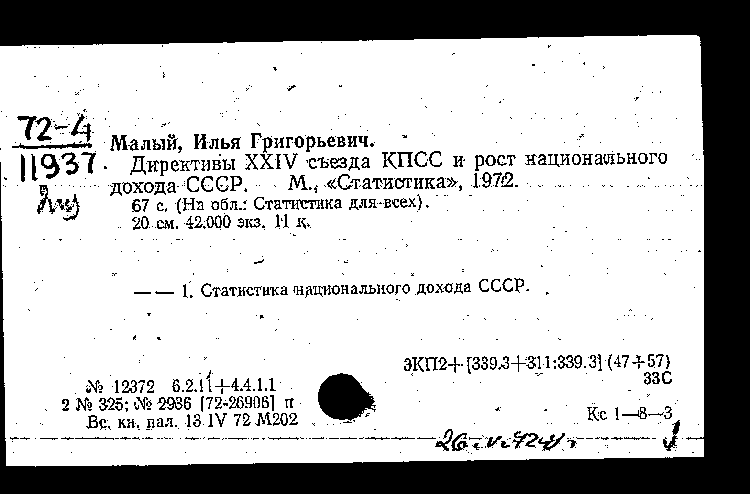 72-4
11937
Малый, Илья Григорьевич.
Директивы XXIV съезда КПСС и рост национального
дохода СССР. М., «Статистика», 1972.
67 с. (На обл.: Статистика для всех).
20 см. 42.000 экз. 11 к.
—— 1. Статистика национального дохода СССР.
ЭКП2+[339.3+311:339.3] (47+57)
33С
№ 12372 6.2.11+4.4.1.1
2 № 325; № 2936 [72-26906] п
Вс. кн. пал. 13 IV 72 М202
Кс 1—8—3